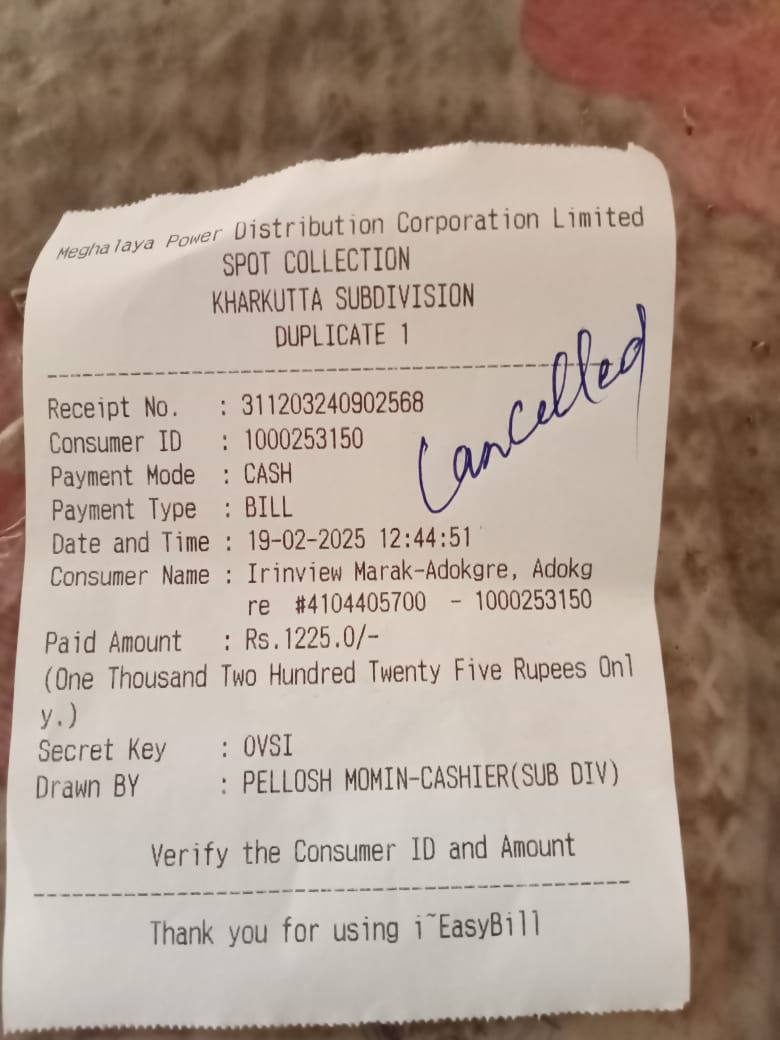 Meghalaya Power Distribution Corporation Limited
SPOT COLLECTION
KHARKUTTA SUBDIVISION
DUPLICATE 1
Cancelled
Receipt No. : 311203240902568
Consumer ID : 1000253150
Payment Mode : CASH
Payment Type : BILL
Date and Time : 19-02-2025 12:44:51
Consumer Name : Irinview Marak-Adokgre, Adokg
re #4104405700 - 1000253150
Paid Amount : Rs.1225.0/-
(One Thousand Two Hundred Twenty Five Rupees Onl
y.)
Secret Key : OVSI
Drawn BY : PELLOSH MOMIN-CASHIER(SUB DIV)
Verify the Consumer ID and Amount
Thank you for using i~EasyBill